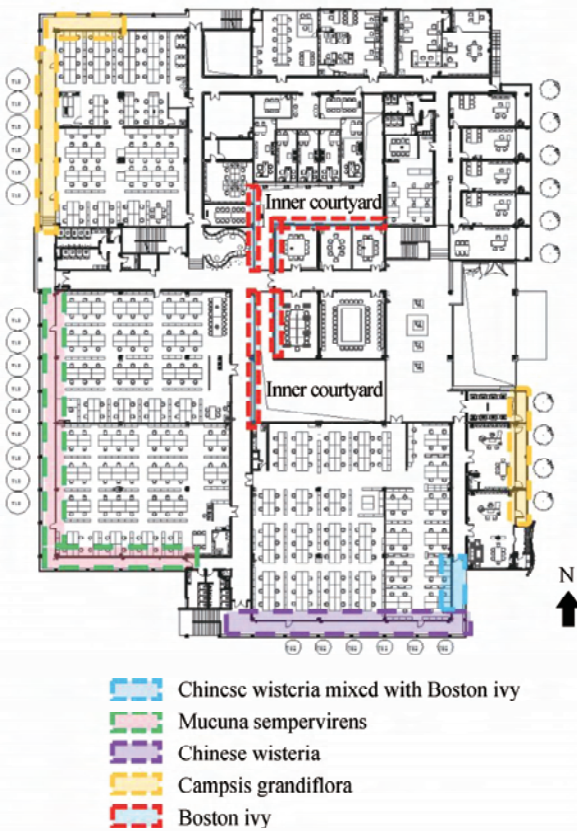 Inner courtyard
Inner courtyard
N
Chincsc wistcria mixcd with Boston ivy
Mucuna sempervirens
Chinese wisteria
Campsis grandiflora
Boston ivy